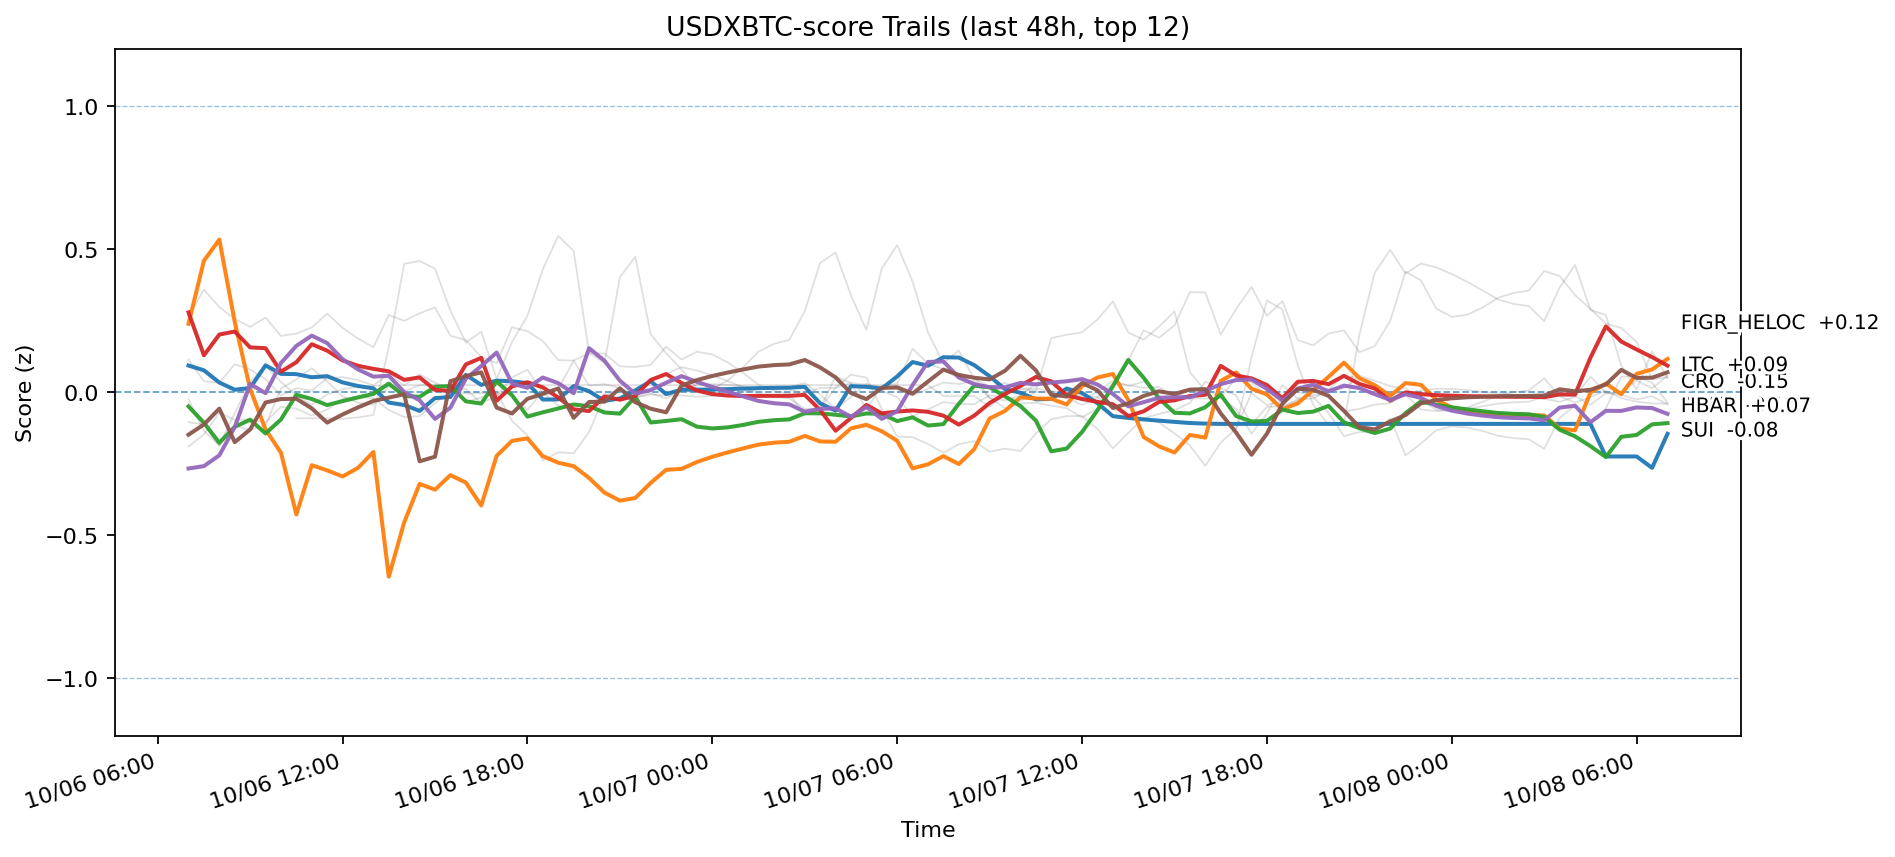 USDXBTC-score Trails (last 48h, top 12)
Score (z)
1.0
0.5
0.0
−0.5
−1.0
FIGR_HELOC +0.12
LTC +0.09
CRO -0.15
HBAR +0.07
SUI -0.08
10/06 06:00
10/06 12:00
10/06 18:00
10/07 00:00
10/07 06:00
10/07 12:00
10/07 18:00
10/08 00:00
10/08 06:00
Time